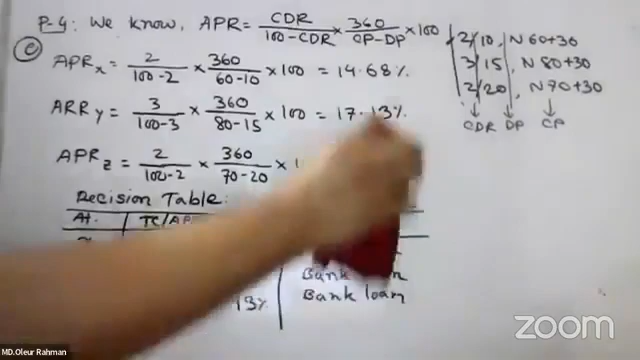 P-4: We know, APR = CDR / 100-CDR × 360 / CP-DP × 100
2/10, N 60+30
3/15, N 80+30
2/20, N 70+30
CDR DP CP
(e) APRx = 2 / 100-2 × 360 / 60-10 × 100 = 14.68%
ARRy = 3 / 100-3 × 360 / 80-15 × 100 = 17.13%
APRz = 2 / 100-2 × 360 / 70-20 ×
Decision Table:
At. TC/AP
Bank
13% Bank loan
MD.Oleur Rahman
zoom